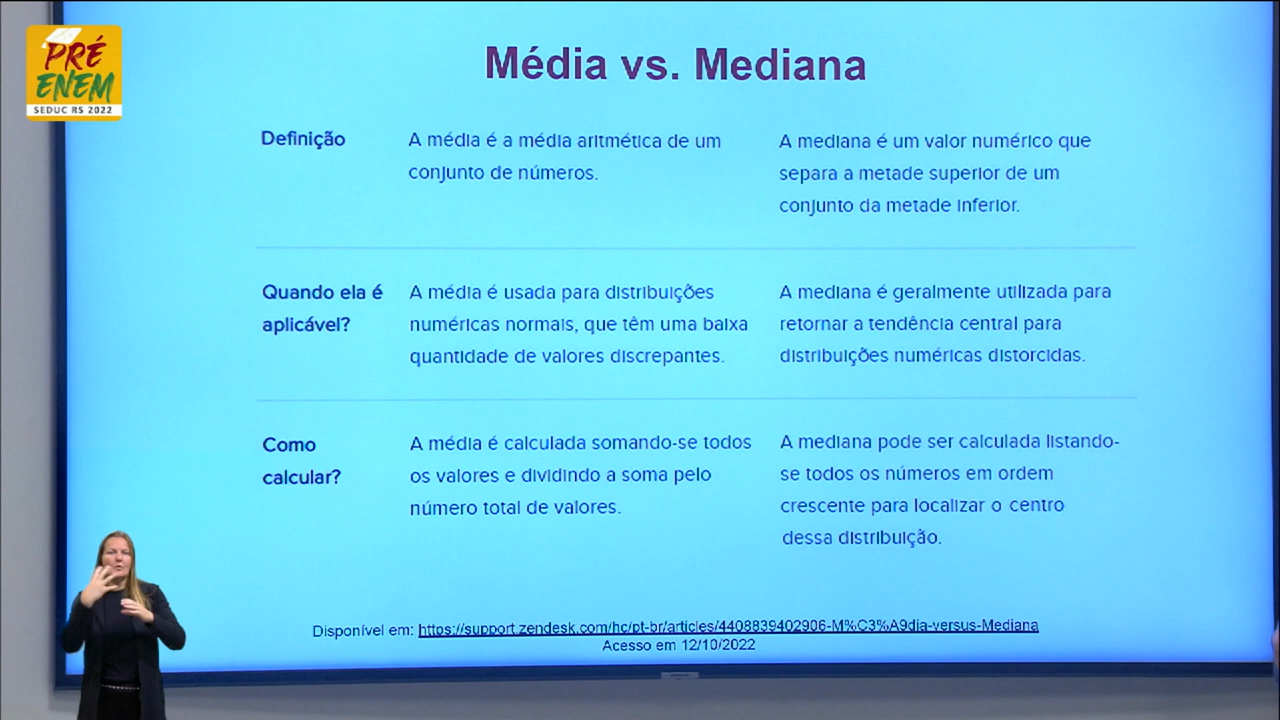 PRÉ
ENEM
SEDUC RS 2022
Média vs. Mediana
Definição
A média é a média aritmética de um
conjunto de números.
A mediana é um valor numérico que
separa a metade superior de um
conjunto da metade inferior.
Quando ela é
aplicável?
A média é usada para distribuições
numéricas normais, que têm uma baixa
quantidade de valores discrepantes.
A mediana é geralmente utilizada para
retornar a tendência central para
distribuições numéricas distorcidas.
Como
calcular?
A média é calculada somando-se todos
os valores e dividindo a soma pelo
número total de valores.
A mediana pode ser calculada listando-
se todos os números em ordem
crescente para localizar o centro
dessa distribuição.
Disponível em: https://support.zendesk.com/hc/pt-br/articles/4408839402906-M%C3%A9dia-versus-Mediana
Acesso em 12/10/2022